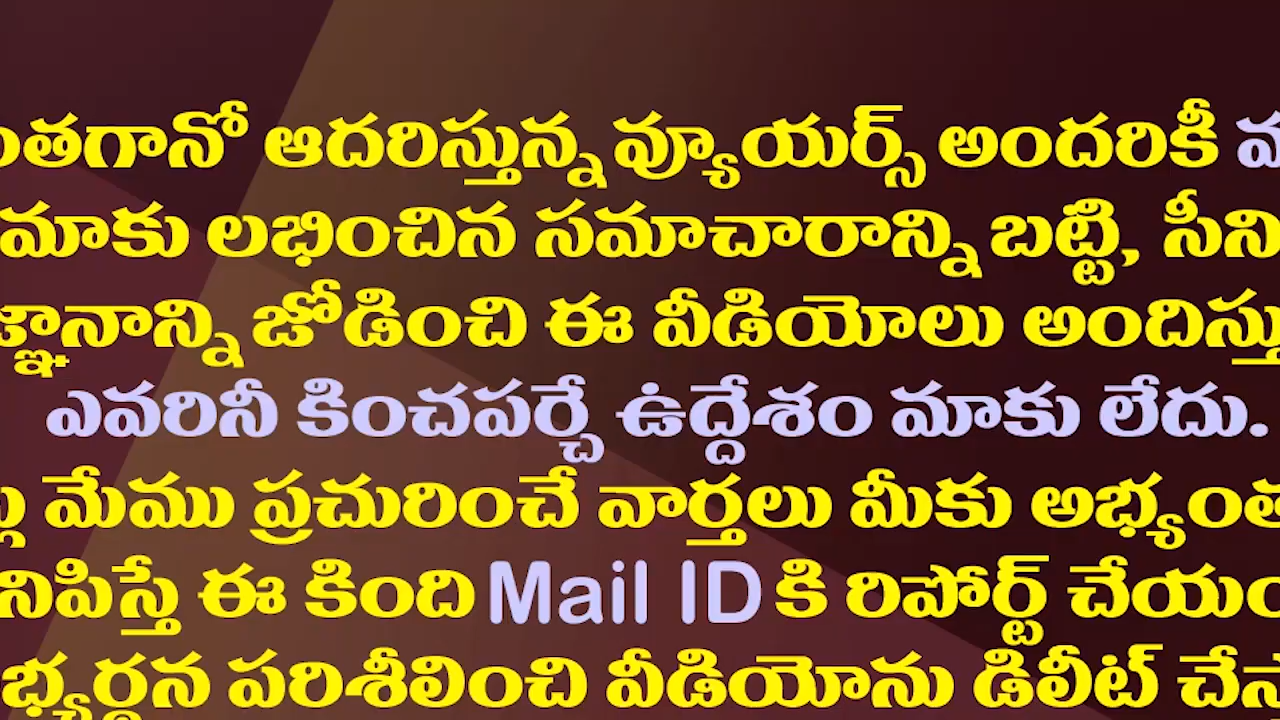 ంతగానో ఆదరిస్తున్న వ్యూయర్స్ అందరికీ
మాకు లభించిన సమాచారాన్ని బట్టి, సీని
జ్ఞానాన్ని జోడించి ఈ వీడియోలు అందిస్తు
ఎవరినీ కించపర్చే ఉద్దేశం మాకు లేదు.
మేము ప్రచురించే వార్తలు మీకు అభ్యంత
నిపిస్తే ఈ కింది Mail ID కి రిపోర్ట్ చేయం
భ్యర్థన పరిశీలించి వీడియోను డిలీట్ చేస